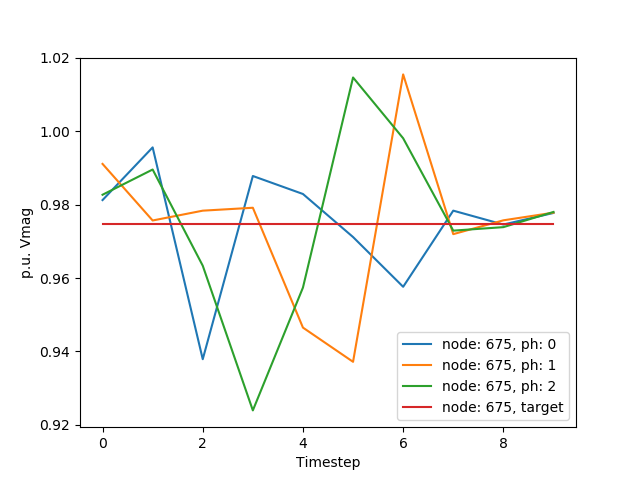 1.02
1.00
0.98
0.96
0.94
0.92
p.u. Vmag
0 2 4 6 8
Timestep
node: 675, ph: 0
node: 675, ph: 1
node: 675, ph: 2
node: 675, target